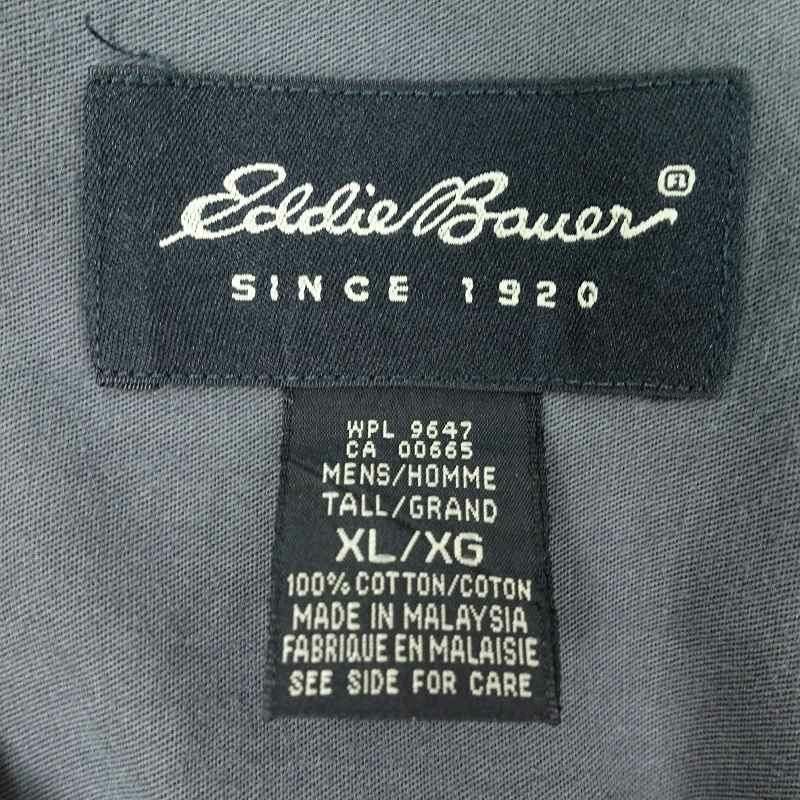 Eddie Bauer
SINCE 1920
WPL 9647
CA 00665
MENS/HOMME
TALL/GRAND
XL/XG
100% COTTON/COTON
MADE IN MALAYSIA
FABRIQUE EN MALAISIE
SEE SIDE FOR CARE